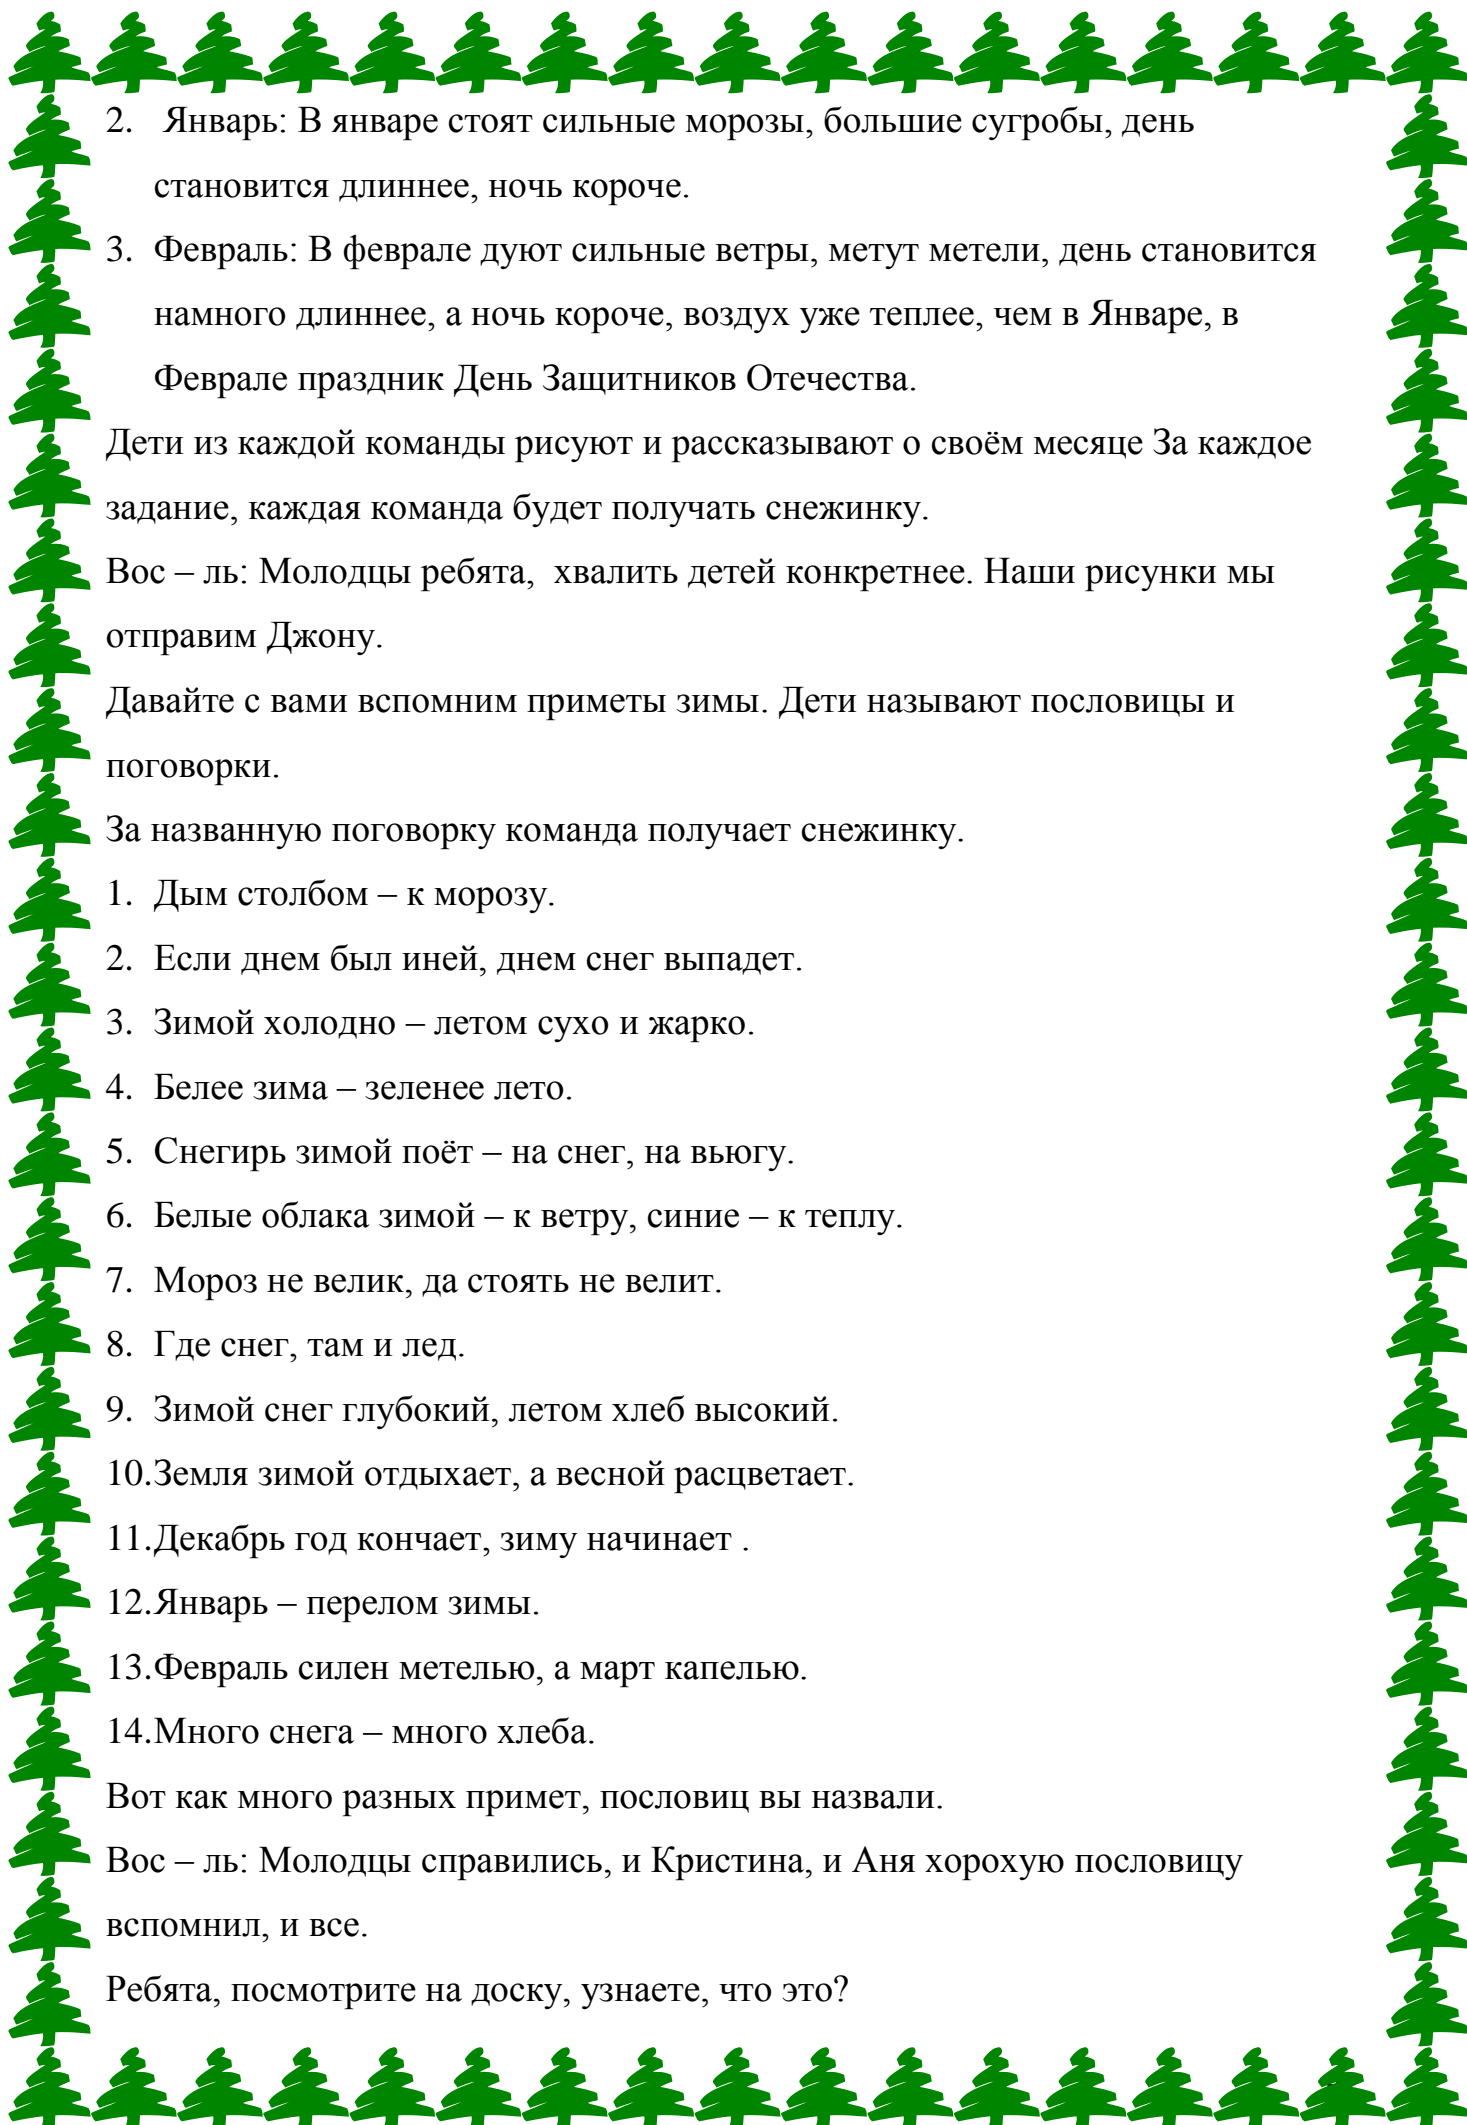 2. Январь: В январе стоят сильные морозы, большие сугробы, день
становится длиннее, ночь короче.
3. Февраль: В феврале дуют сильные ветры, метут метели, день становится
намного длиннее, а ночь короче, воздух уже теплее, чем в Январе, в
Феврале праздник День Защитников Отечества.
Дети из каждой команды рисуют и рассказывают о своём месяце За каждое
задание, каждая команда будет получать снежинку.
Вос – ль: Молодцы ребята,  хвалить детей конкретнее. Наши рисунки мы
отправим Джону.
Давайте с вами вспомним приметы зимы. Дети называют пословицы и
поговорки.
За названную поговорку команда получает снежинку.
1. Дым столбом – к морозу.
2. Если днем был иней, днем снег выпадет.
3. Зимой холодно – летом сухо и жарко.
4. Белее зима – зеленее лето.
5. Снегирь зимой поёт – на снег, на вьюгу.
6. Белые облака зимой – к ветру, синие – к теплу.
7. Мороз не велик, да стоять не велит.
8. Где снег, там и лед.
9. Зимой снег глубокий, летом хлеб высокий.
10.Земля зимой отдыхает, а весной расцветает.
11.Декабрь год кончает, зиму начинает .
12.Январь – перелом зимы.
13.Февраль силен метелью, а март капелью.
14.Много снега – много хлеба.
Вот как много разных примет, пословиц вы назвали.
Вос – ль: Молодцы справились, и Кристина, и Аня хорохую пословицу
вспомнил, и все.
Ребята, посмотрите на доску, узнаете, что это?